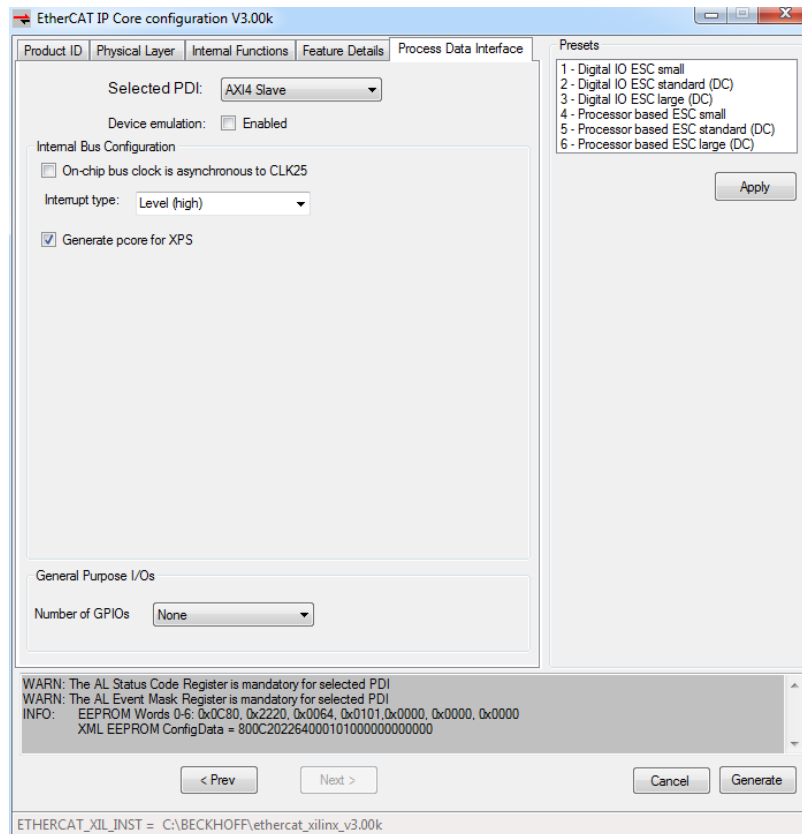 EtherCAT IP Core configuration V3.00k
Product ID
Physical Layer
Internal Functions
Feature Details
Process Data Interface
Selected PDI:
AXI4 Slave
Device emulation:
Enabled
Internal Bus Configuration
On-chip bus clock is asynchronous to CLK25
Interrupt type:
Level (high)
Generate pcore for XPS
General Purpose I/Os
Number of GPIOs
None
Presets
1 - Digital IO ESC small
2 - Digital IO ESC standard (DC)
3 - Digital IO ESC large (DC)
4 - Processor based ESC small
5 - Processor based ESC standard (DC)
6 - Processor based ESC large (DC)
Apply
WARN: The AL Status Code Register is mandatory for selected PDI
WARN: The AL Event Mask Register is mandatory for selected PDI
INFO: EEPROM Words 0-6: 0x0C80, 0x2220, 0x0064, 0x0101,0x0000, 0x0000, 0x0000
XML EEPROM ConfigData = 800C2022640001010000000000000
< Prev
Next >
Cancel
Generate
ETHERCAT_XIL_INST = C:\BECKHOFF\ethercat_xilinx_v3.00k